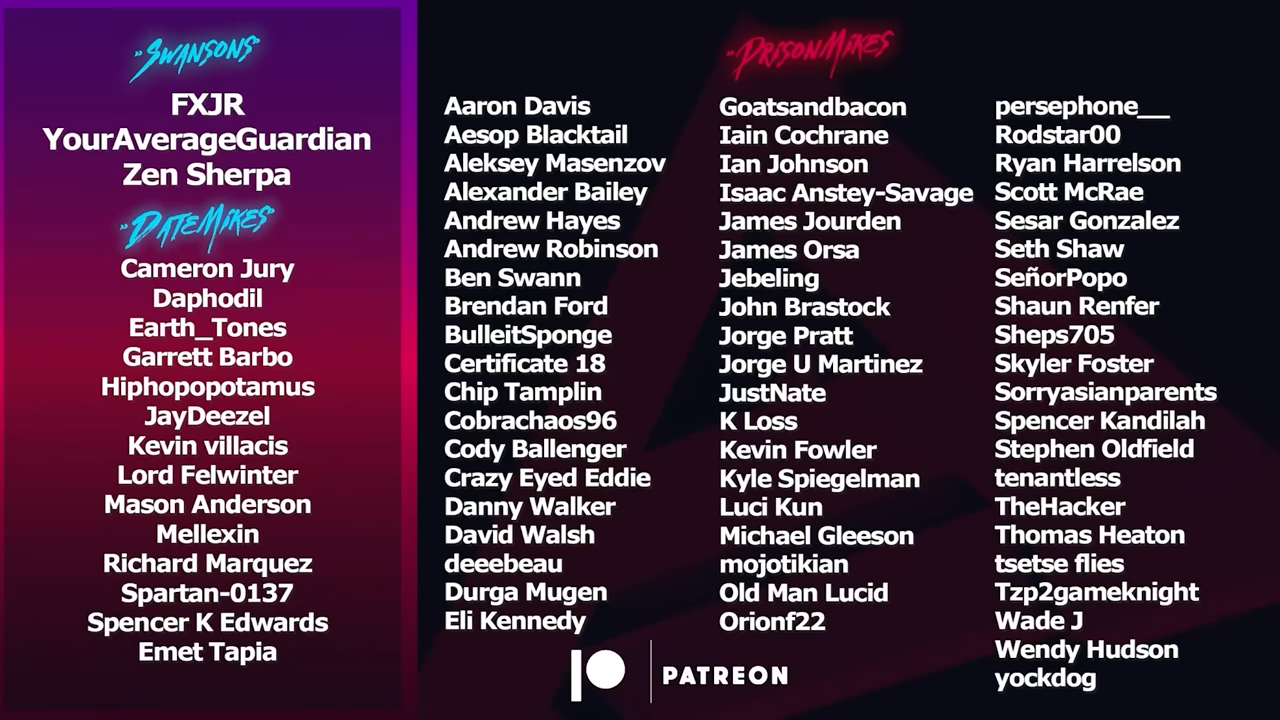 "Swansons"
FXJR
YourAverageGuardian
Zen Sherpa
"DateMikes"
Cameron Jury
Daphodil
Earth_Tones
Garrett Barbo
Hiphopopotamus
JayDeezel
Kevin villacis
Lord Felwinter
Mason Anderson
Mellexin
Richard Marquez
Spartan-0137
Spencer K Edwards
Emet Tapia
"PrisonMikes"
Aaron Davis
Aesop Blacktail
Aleksey Masenzov
Alexander Bailey
Andrew Hayes
Andrew Robinson
Ben Swann
Brendan Ford
BulleitSponge
Certificate 18
Chip Tamplin
Cobrachaos96
Cody Ballenger
Crazy Eyed Eddie
Danny Walker
David Walsh
deeebeau
Durga Mugen
Eli Kennedy
Goatsandbacon
Iain Cochrane
Ian Johnson
Isaac Anstey-Savage
James Jourden
James Orsa
Jebeling
John Brastock
Jorge Pratt
Jorge U Martinez
JustNate
K Loss
Kevin Fowler
Kyle Spiegelman
Luci Kun
Michael Gleeson
mojotikian
Old Man Lucid
Orionf22
persephone__
Rodstar00
Ryan Harrelson
Scott McRae
Sesar Gonzalez
Seth Shaw
SeñorPopo
Shaun Renfer
Sheps705
Skyler Foster
Sorryasianparents
Spencer Kandilah
Stephen Oldfield
tenantless
TheHacker
Thomas Heaton
tsetse flies
Tzp2gameknight
Wade J
Wendy Hudson
yockdog
PATREON